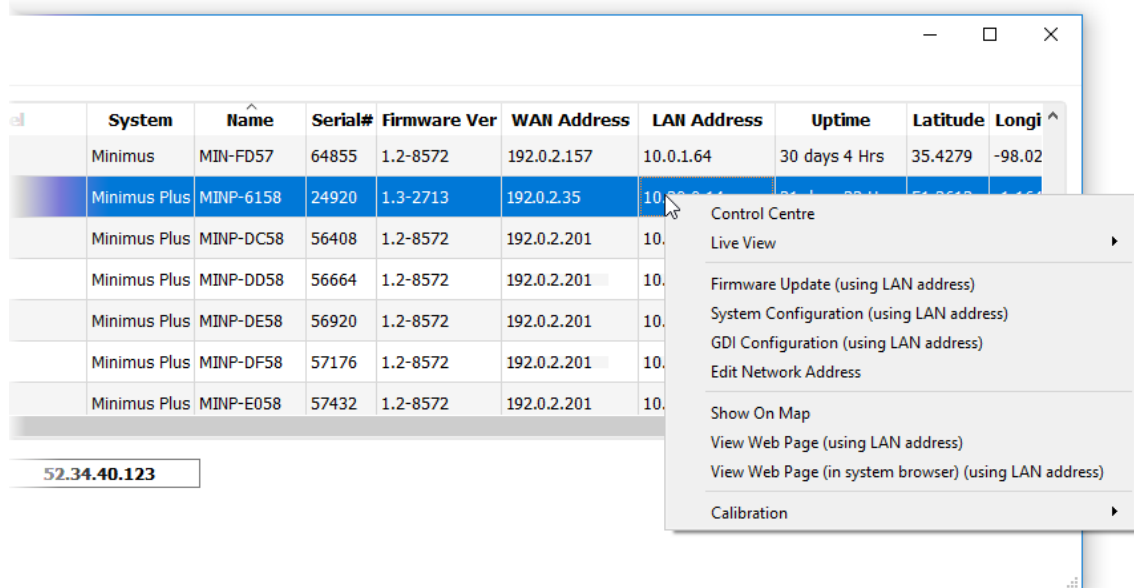 el System Name Serial# Firmware Ver WAN Address LAN Address Uptime Latitude Longi
Minimus MIN-FD57 64855 1.2-8572 192.0.2.157 10.0.1.64 30 days 4 Hrs 35.4279 -98.02
Minimus Plus MINP-6158 24920 1.3-2713 192.0.2.35
Minimus Plus MINP-DC58 56408 1.2-8572 192.0.2.201 10.
Minimus Plus MINP-DD58 56664 1.2-8572 192.0.2.201 10.
Minimus Plus MINP-DE58 56920 1.2-8572 192.0.2.201 10.
Minimus Plus MINP-DF58 57176 1.2-8572 192.0.2.201 10.
Minimus Plus MINP-E058 57432 1.2-8572 192.0.2.201 10.
52.34.40.123
Control Centre
Live View
Firmware Update (using LAN address)
System Configuration (using LAN address)
GDI Configuration (using LAN address)
Edit Network Address
Show On Map
View Web Page (using LAN address)
View Web Page (in system browser) (using LAN address)
Calibration